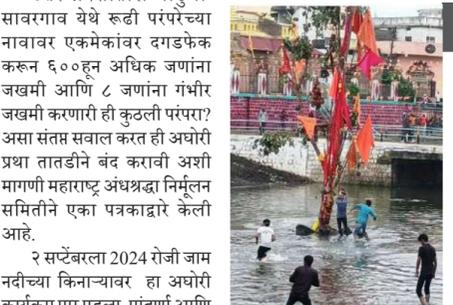 सावरगाव येथे रूढी परंपरेच्या
नावावर एकमेकांवर दगडफेक
करून ६००हून अधिक जणांना
जखमी आणि ८ जणांना गंभीर
जखमी करणारी ही कुठली परंपरा?
असा संतप्त सवाल करत ही अघोरी
प्रथा तातडीने बंद करावी अशी
मागणी महाराष्ट्र अंधश्रद्धा निर्मूलन
समितीने एका पत्रकाद्वारे केली
आहे.
२ सप्टेंबरला 2024 रोजी जाम
नदीच्या किनाऱ्यावर हा अघोरी